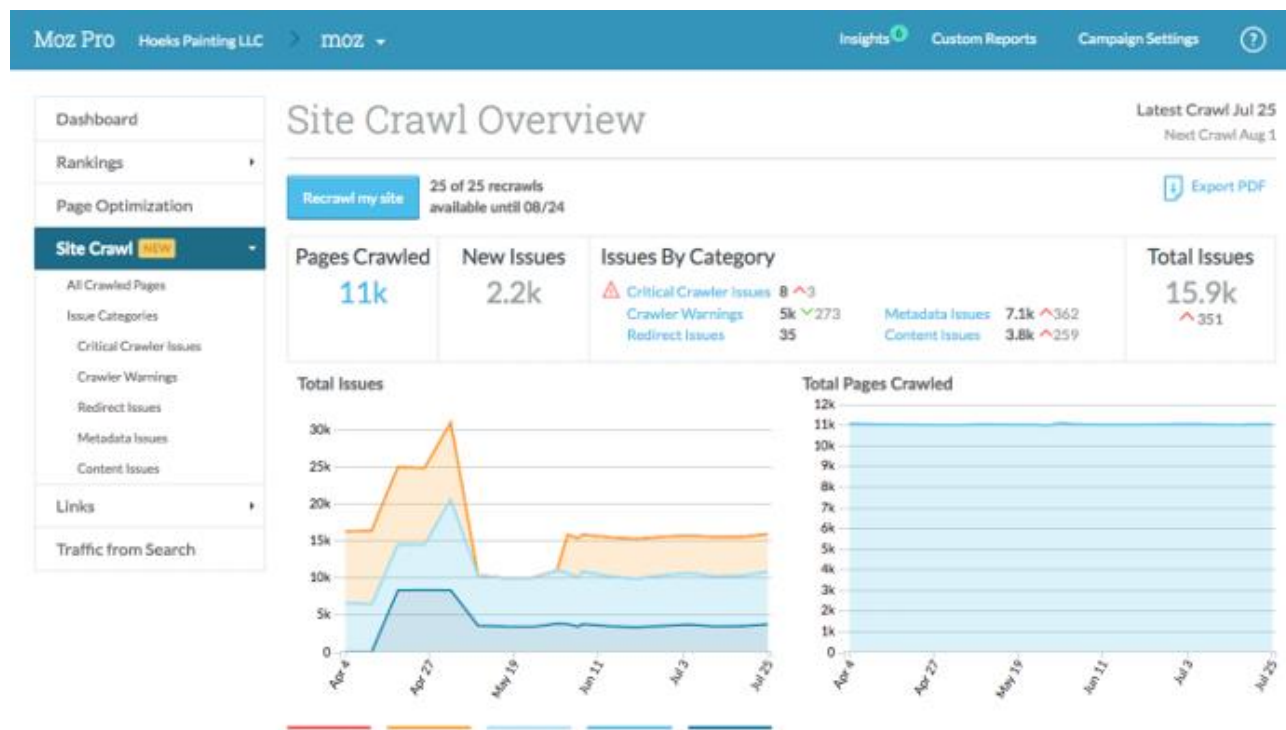 Moz Pro Hoeks Painting LLC moz Insights Custom Reports Campaign Settings ?
Dashboard
Rankings
Page Optimization
Site Crawl NEW
All Crawled Pages
Issue Categories
Critical Crawler Issues
Crawler Warnings
Redirect Issues
Metadata Issues
Content Issues
Links
Traffic from Search
Site Crawl Overview
Latest Crawl Jul 25
Next Crawl Aug 1
Recrawl my site
25 of 25 recrawls
available until 08/24
Export PDF
Pages Crawled
11k
New Issues
2.2k
Issues By Category
Critical Crawler Issues 8 3
Crawler Warnings 5k 273
Redirect Issues 35
Metadata Issues 7.1k 362
Content Issues 3.8k 259
Total Issues
15.9k
351
Total Issues
30k
25k
20k
15k
10k
5k
0
Apr 4 Apr 27 May 19 Jun 11 Jul 3 Jul 25
Total Pages Crawled
12k
11k
10k
9k
8k
7k
6k
5k
4k
3k
2k
1k
0
Apr 4 Apr 27 May 19 Jun 11 Jul 3 Jul 25